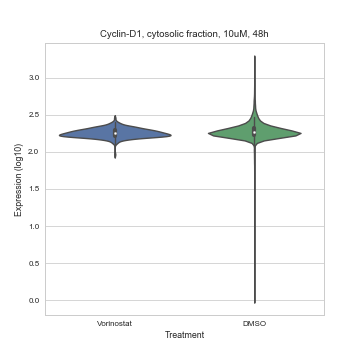 Cyclin-D1, cytosolic fraction, 10uM, 48h
Expression (log10)
3.0
2.5
2.0
1.5
1.0
0.5
0.0
Vorinostat
DMSO
Treatment